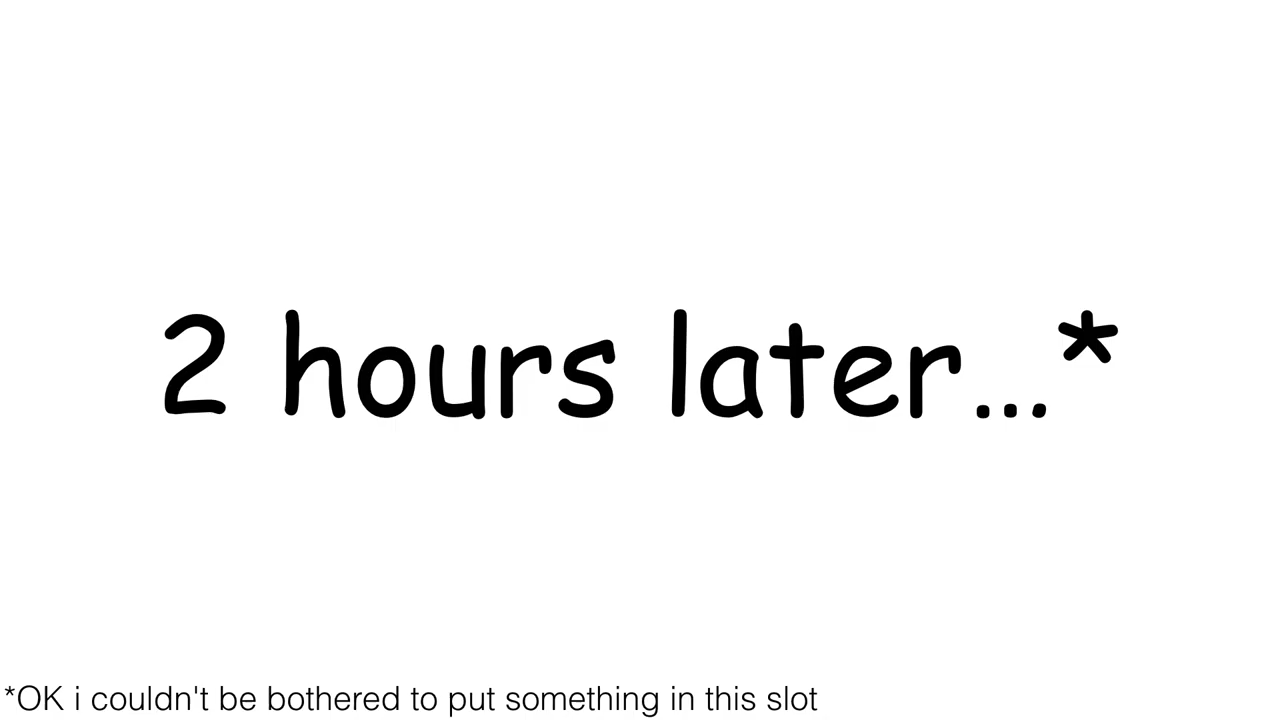 2 hours later...*
*OK i couldn't be bothered to put something in this slot